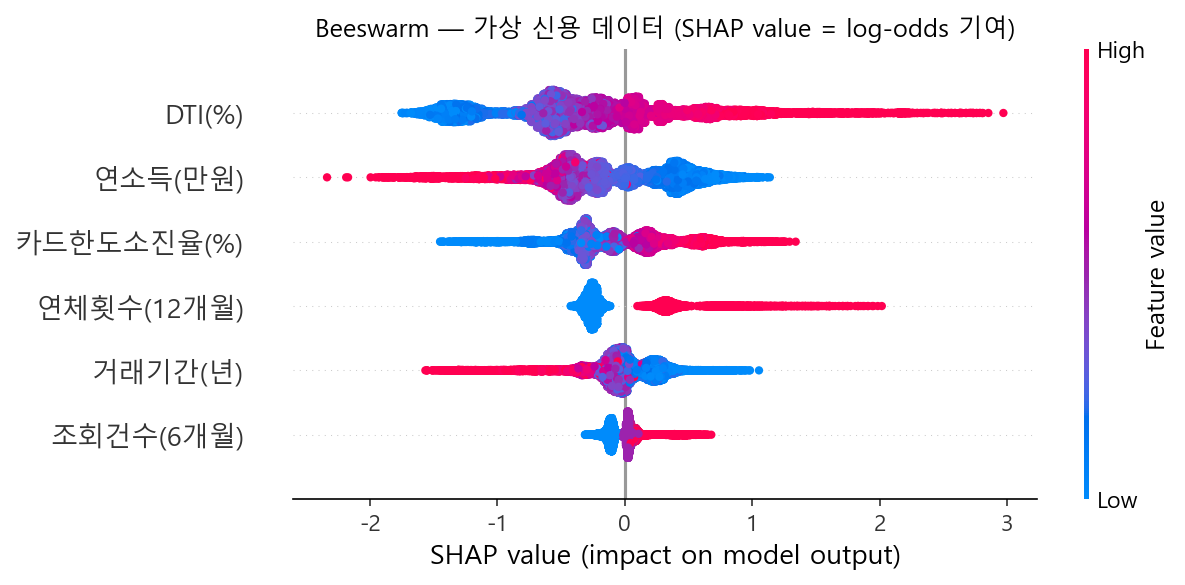 Beeswarm — 가상 신용 데이터 (SHAP value = log-odds 기여)
High
DTI(%)
연소득(만원)
카드한도소진율(%)
연체횟수(12개월)
거래기간(년)
조회건수(6개월)
Feature value
Low
-2 -1 0 1 2 3
SHAP value (impact on model output)